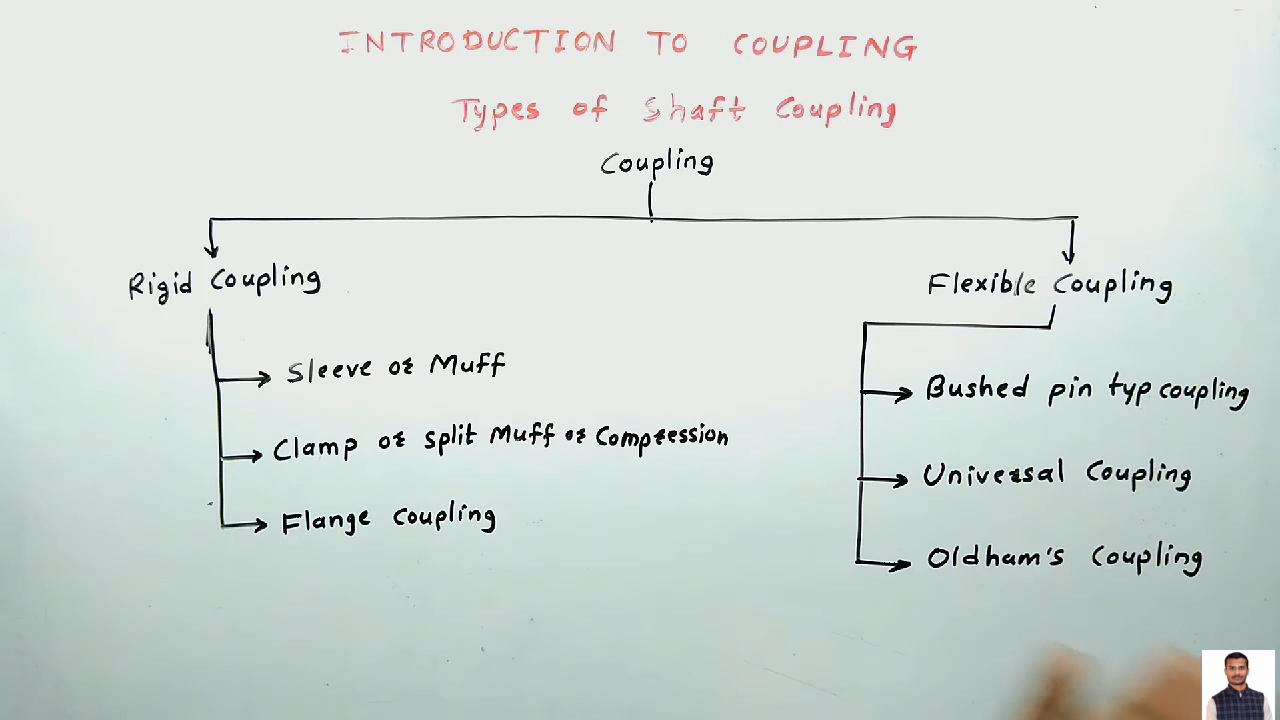 INTRODUCTION TO COUPLING
Types of Shaft Coupling
Coupling
Rigid Coupling
Flexible Coupling
Sleeve or Muff
Bushed pin typ coupling
Clamp or split Muff or Compression
Universal Coupling
Flange Coupling
Oldham's Coupling